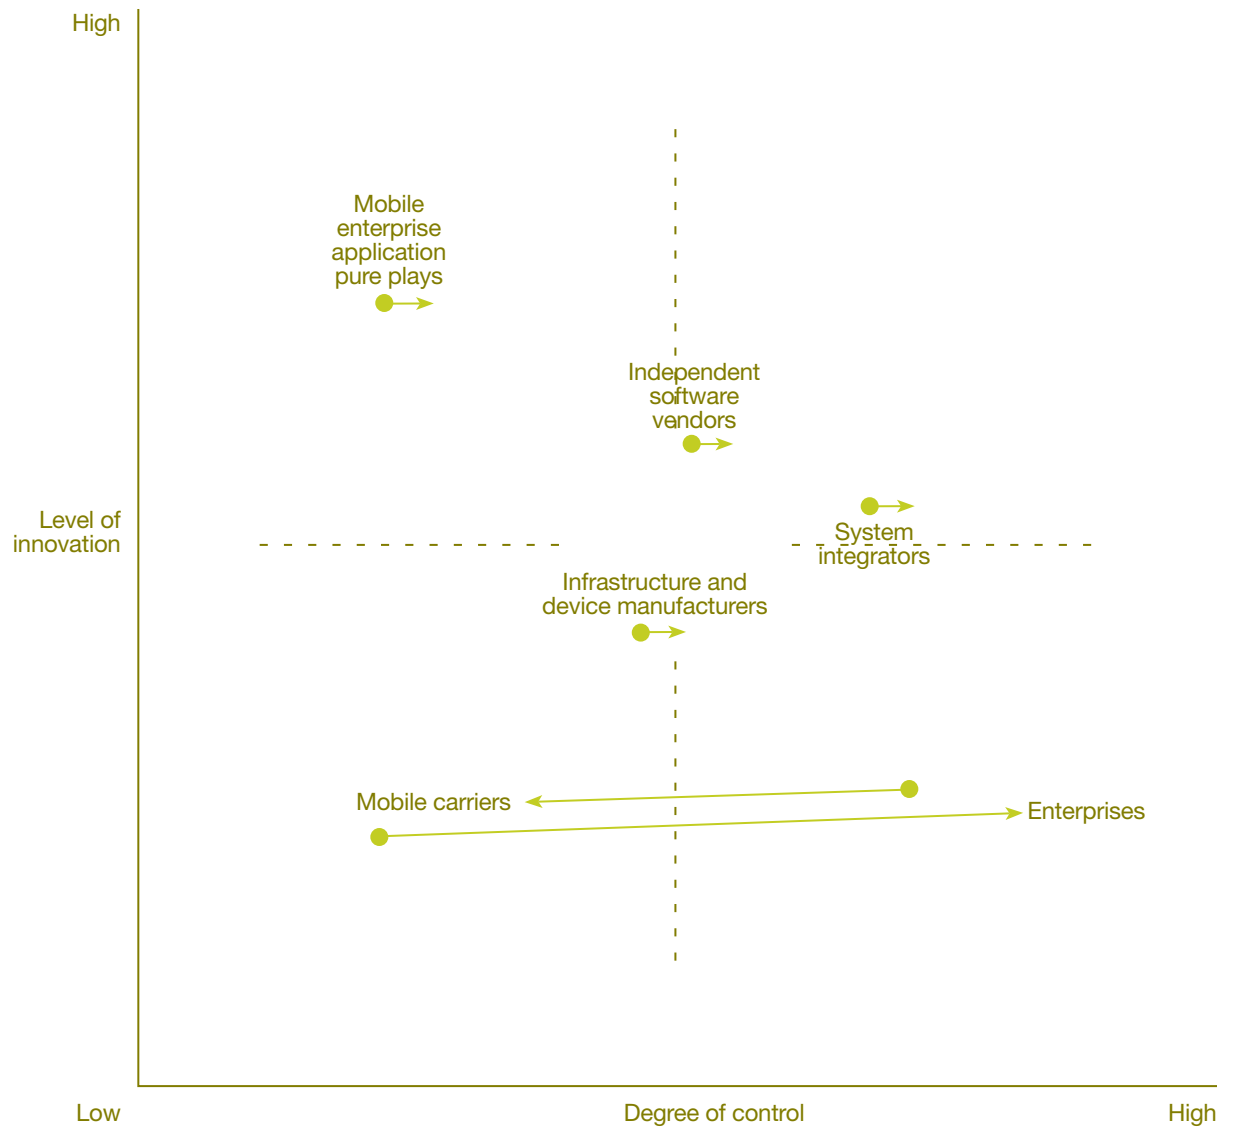 High
Mobile
enterprise
application
pure plays
Independent
software
vendors
Level of
innovation
System
integrators
Infrastructure and
device manufacturers
Mobile carriers
Enterprises
Low
Degree of control
High